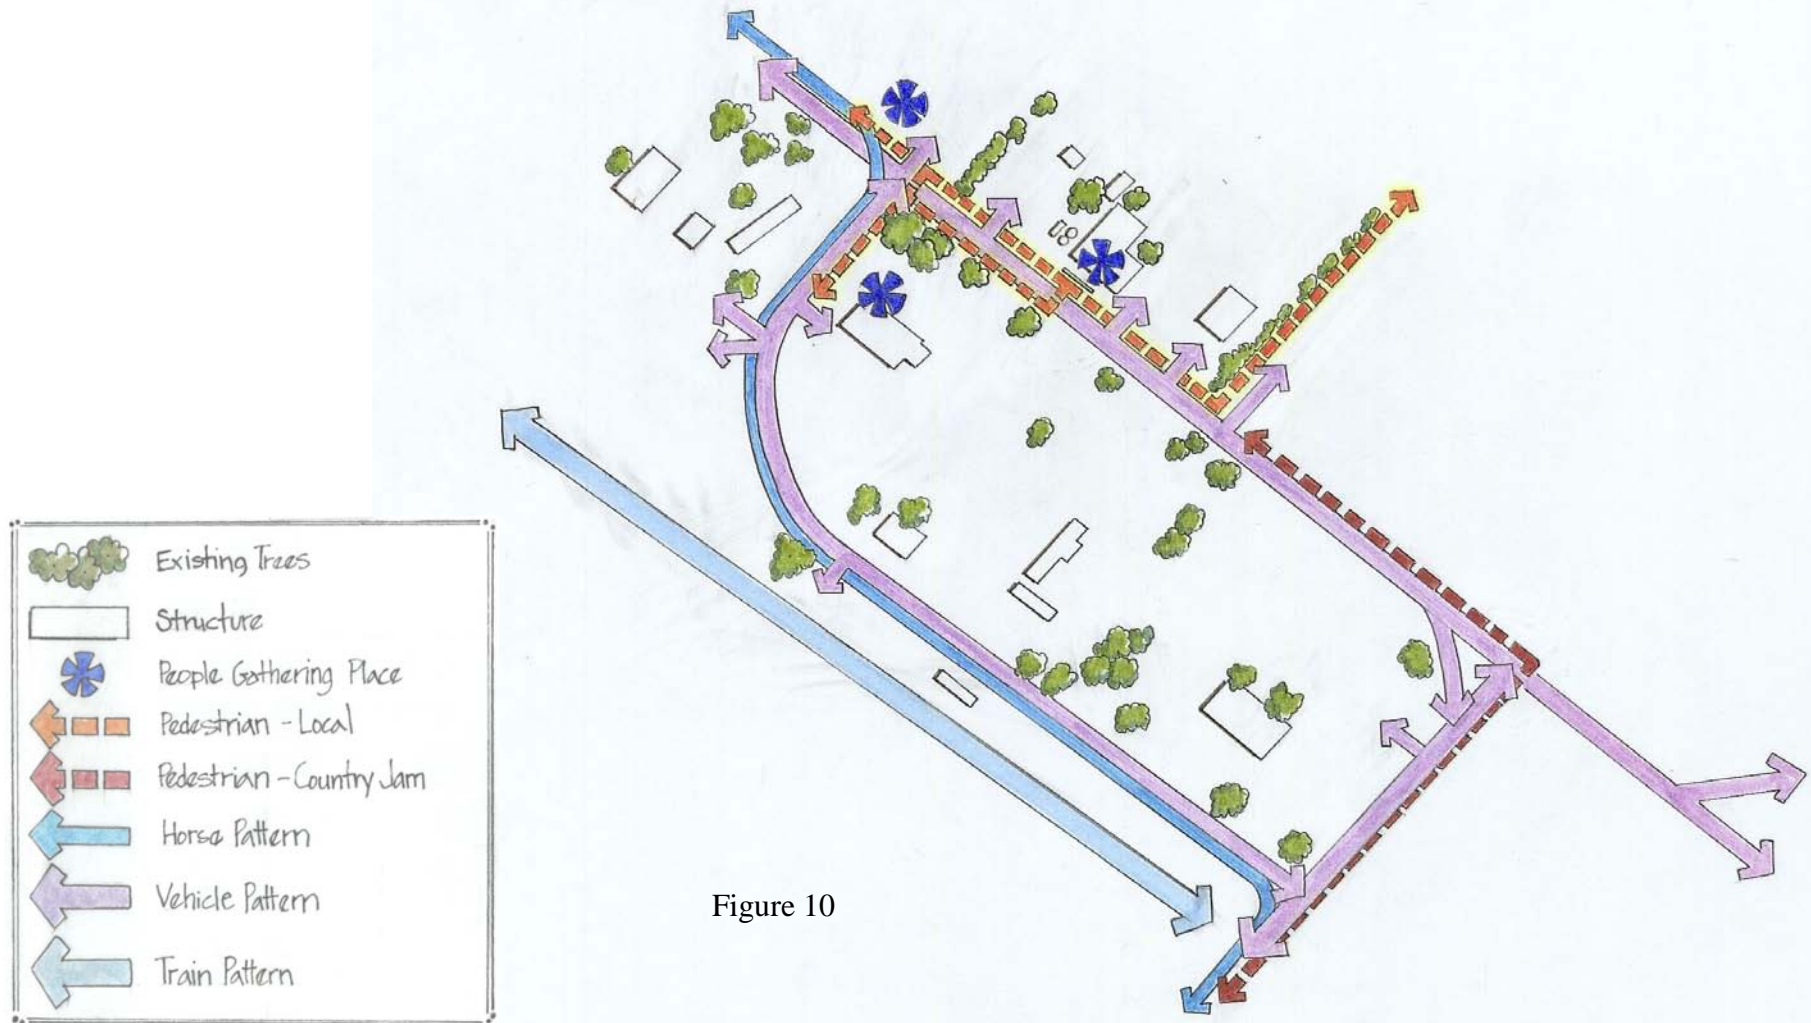 Existing Trees
Structure
People Gathering Place
Pedestrian - Local
Pedestrian - Country Jam
Horse Pattern
Vehicle Pattern
Train Pattern
Figure 10